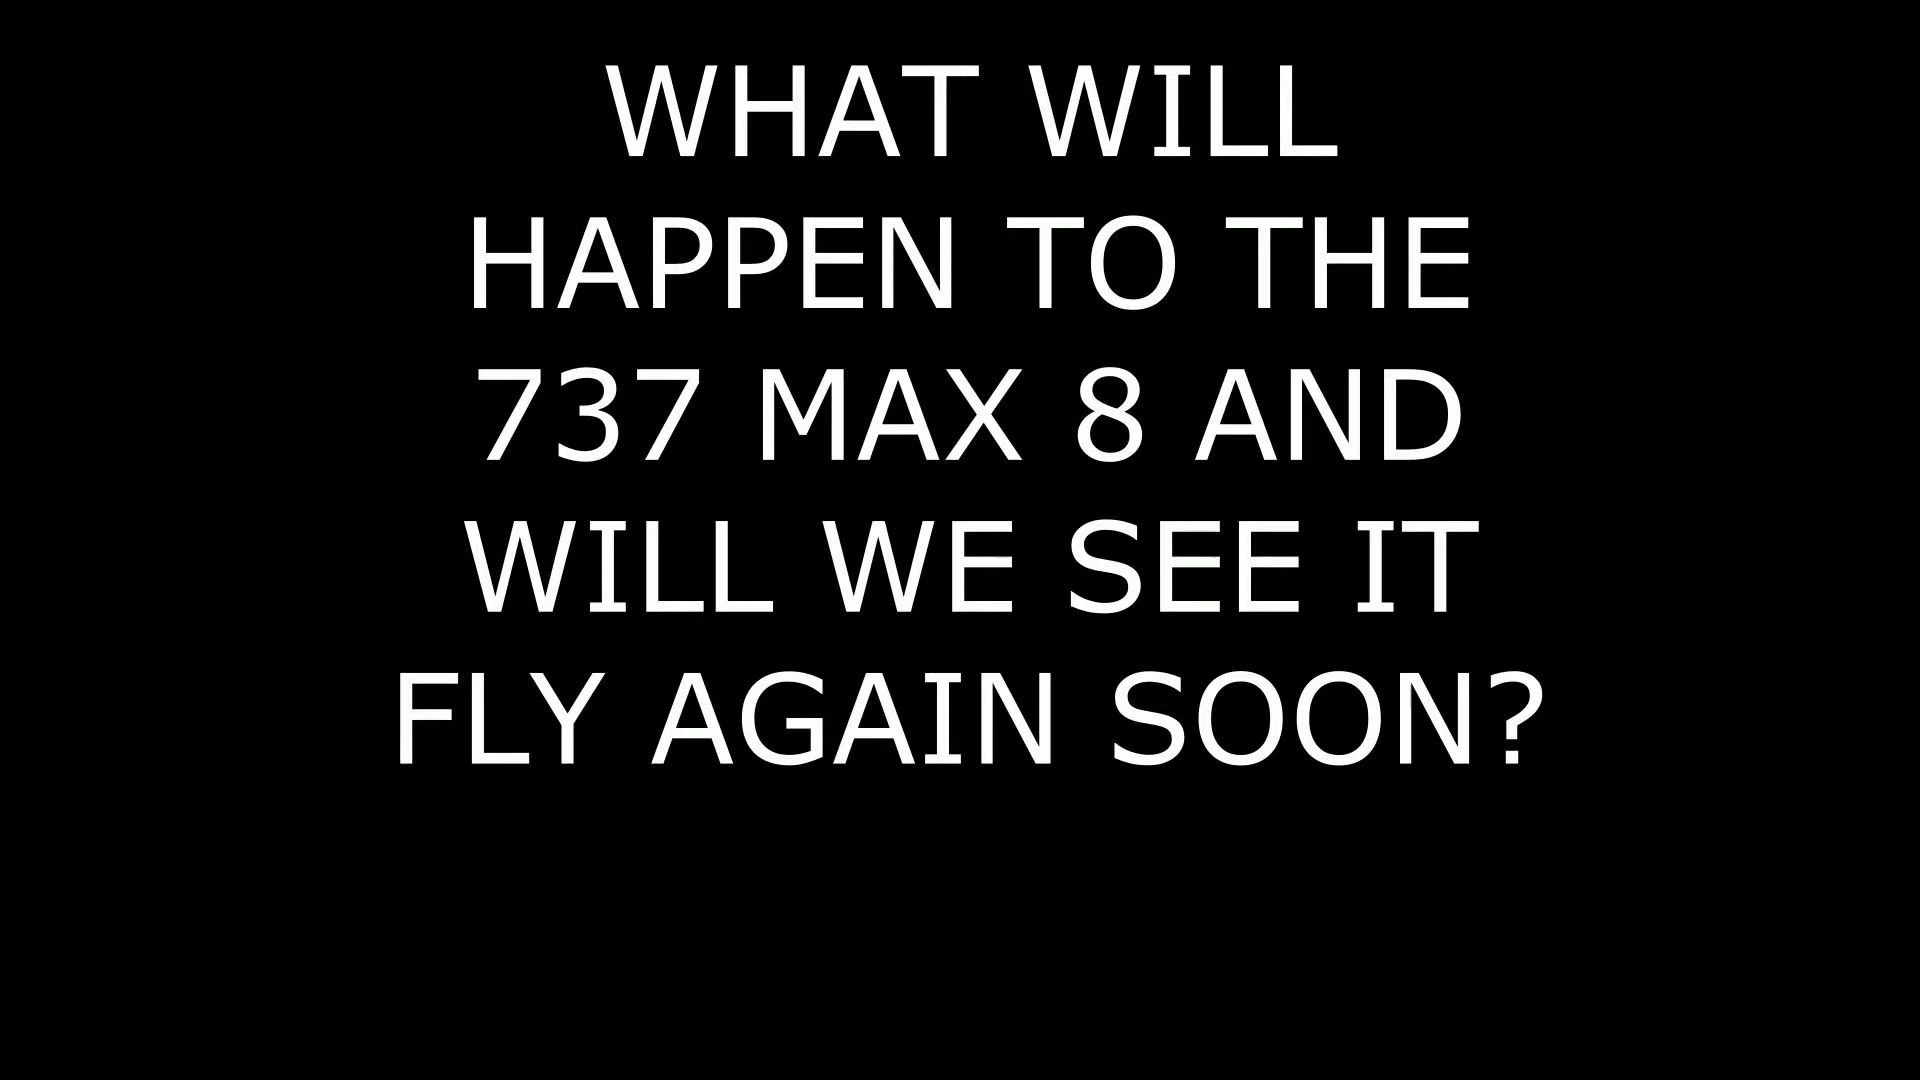 WHAT WILL
HAPPEN TO THE
737 MAX 8 AND
WILL WE SEE IT
FLY AGAIN SOON?